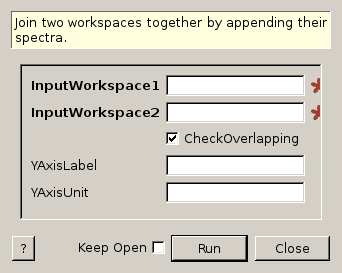 Join two workspaces together by appending their
spectra.
InputWorkspace1 *
InputWorkspace2 *
CheckOverlapping
YAxisLabel
YAxisUnit
? Keep Open Run Close